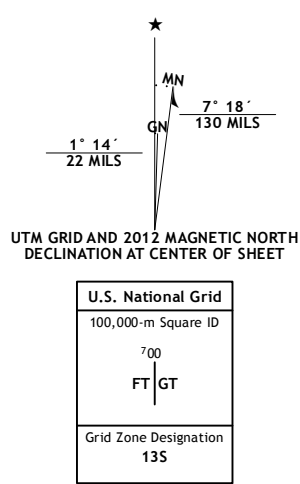 ★
MN
7° 18´
130 MILS
GN
1° 14´
22 MILS
UTM GRID AND 2012 MAGNETIC NORTH
DECLINATION AT CENTER OF SHEET
U.S. National Grid
100,000-m Square ID
⁷00
FT GT
Grid Zone Designation
13S